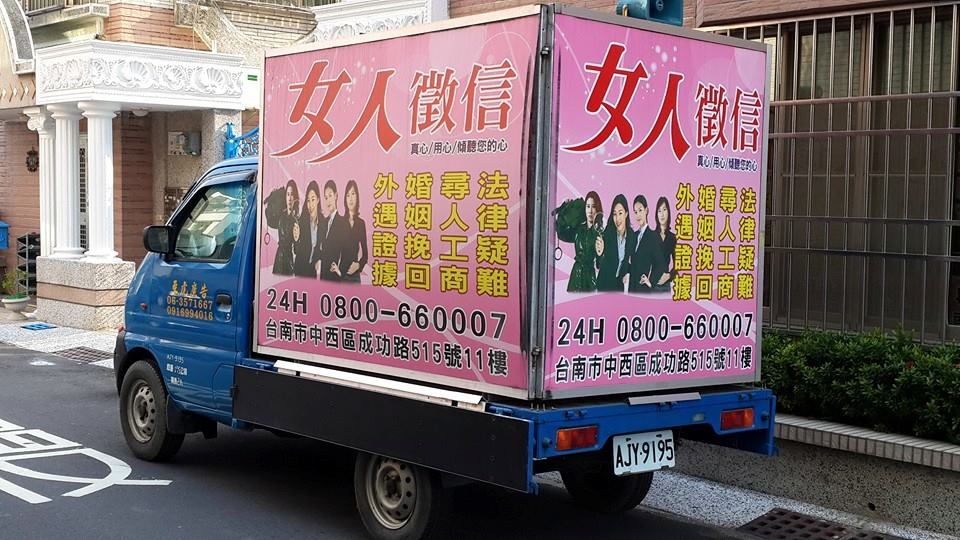 女人徵信
真心/用心/傾聽您的心
外遇證據
婚姻挽回
尋人工商
法律疑難
24H 0800-660007
台南市中西區成功路515號11樓
女人徵信
真心/用心/傾聽您的心
外遇證據
婚姻挽回
尋人工商
法律疑難
24H 0800-660007
台南市中西區成功路515號11樓
廣告
06-3571667
0916994016
AJY-9195
AJY-9195